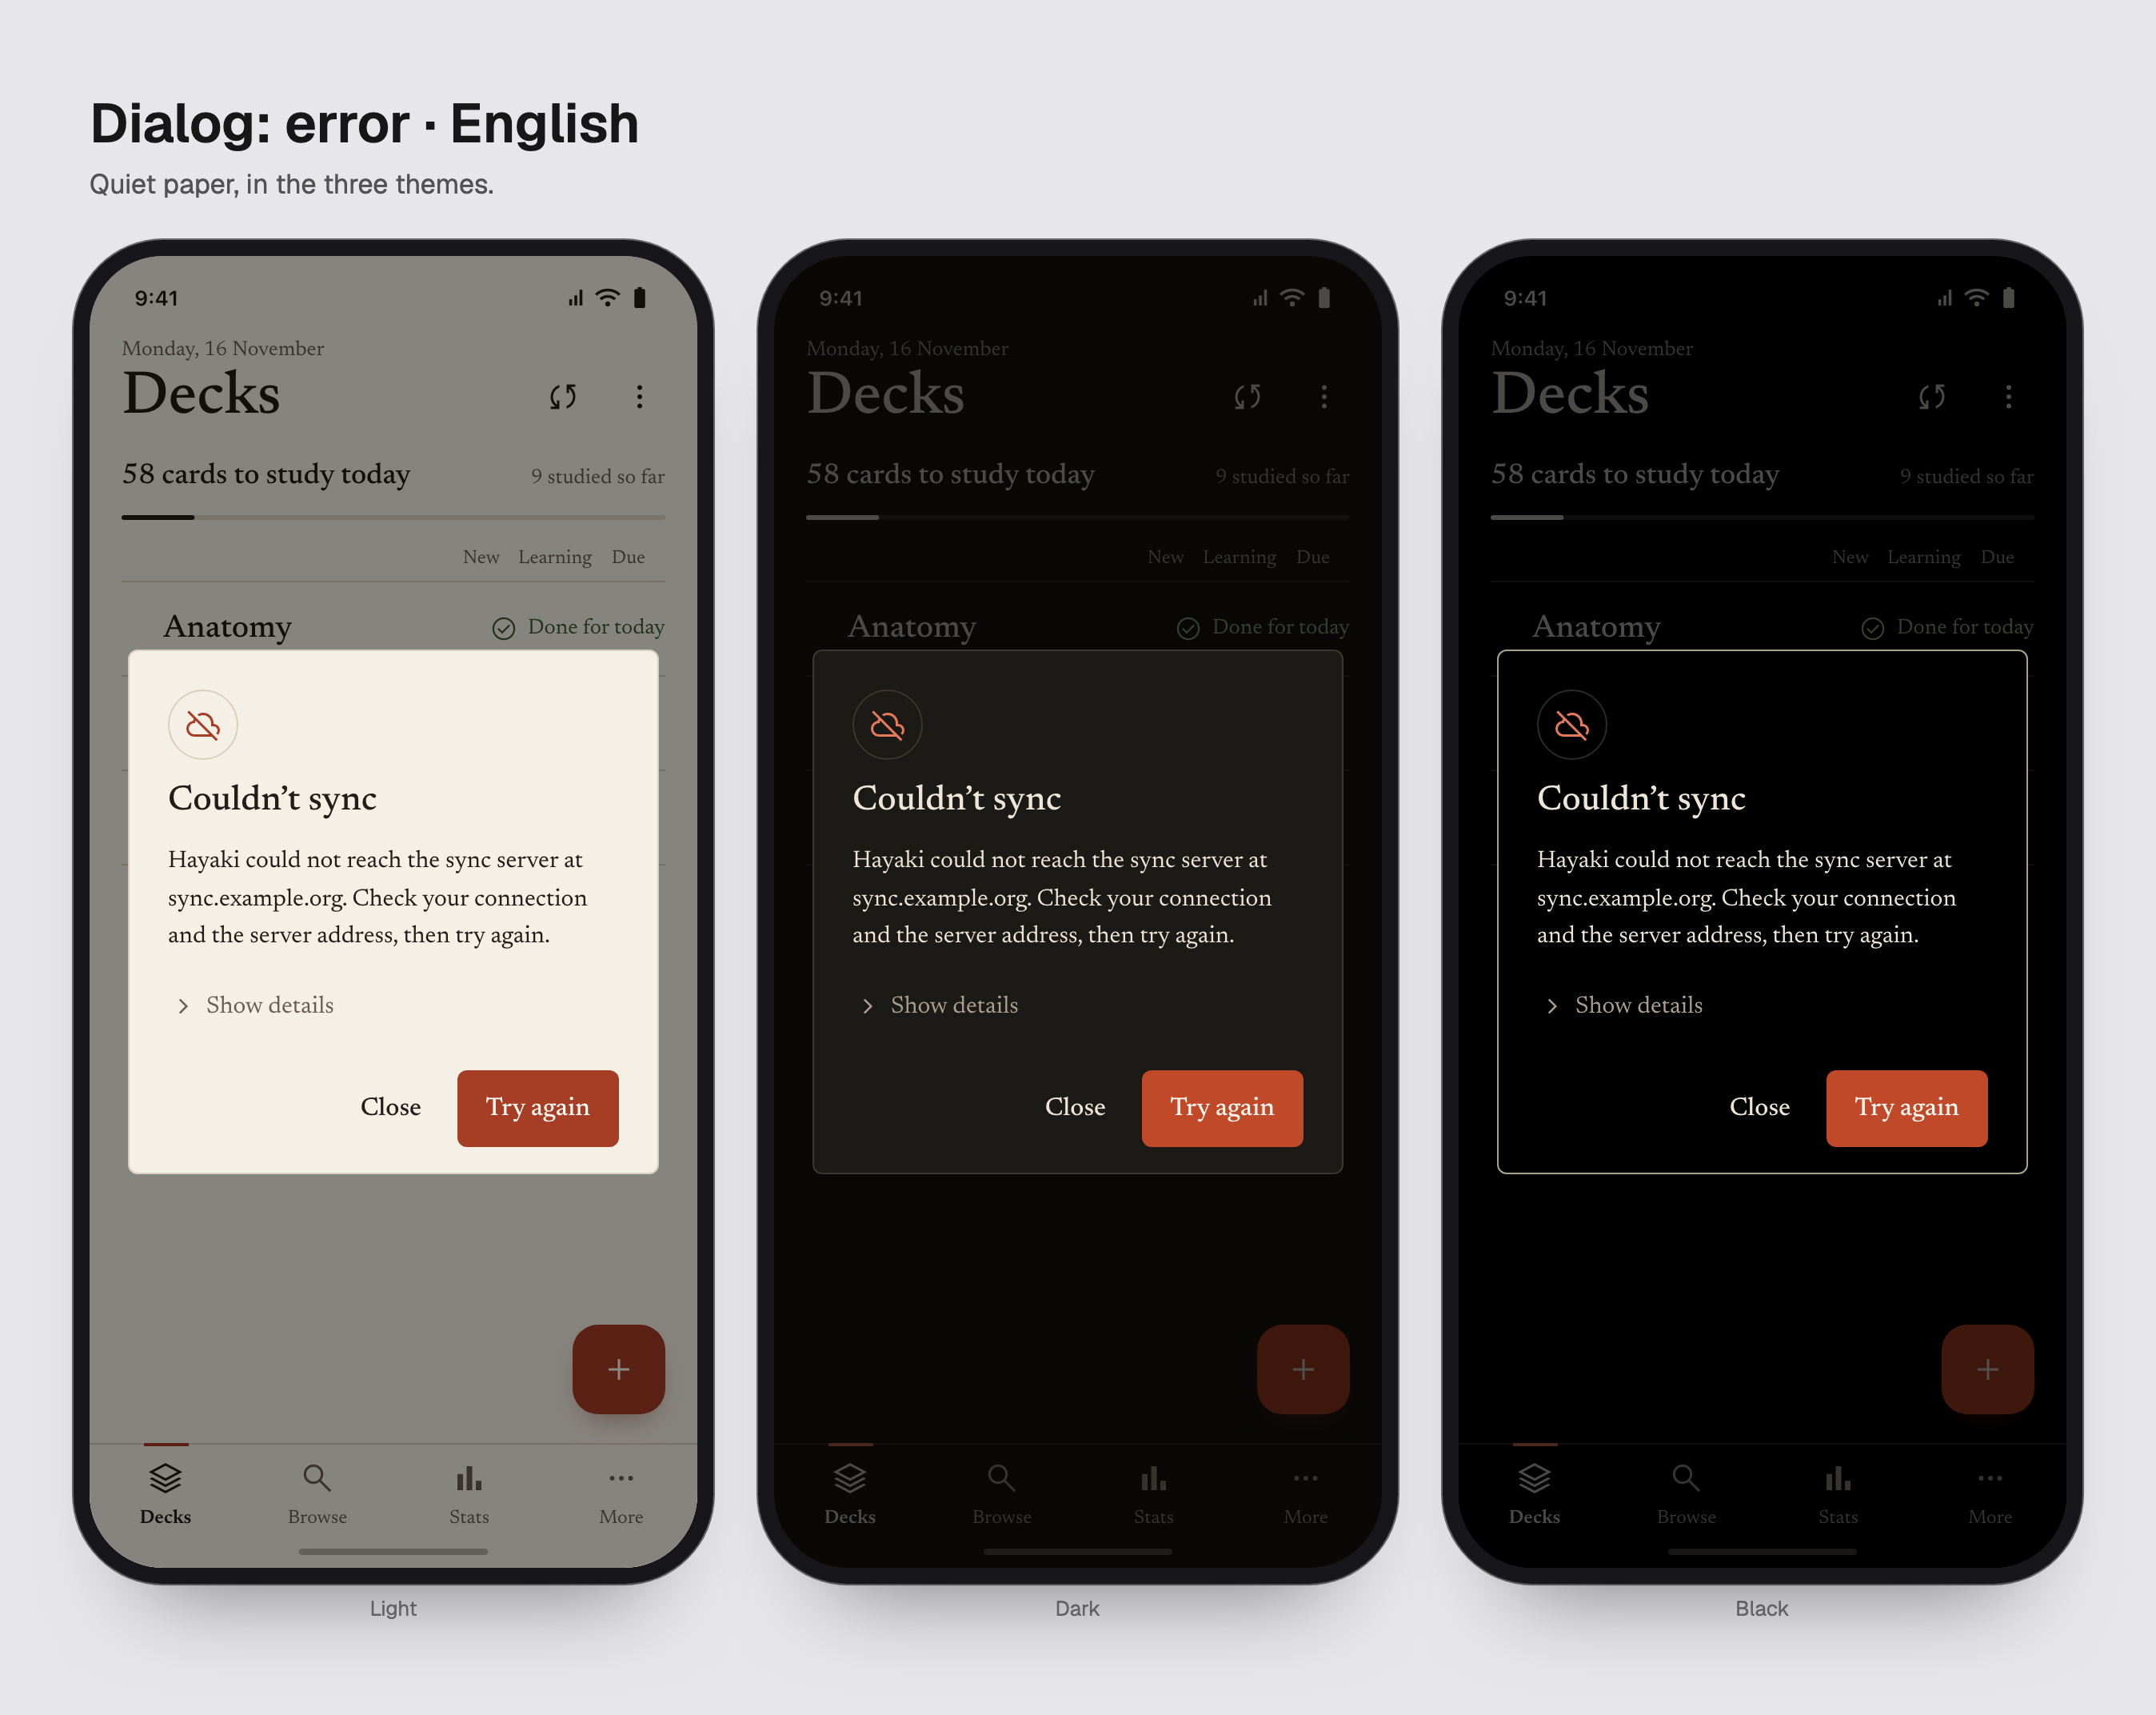 Dialog: error · English
Quiet paper, in the three themes.
9:41
Monday, 16 November
Decks
58 cards to study today
9 studied so far
New Learning Due
Anatomy
Done for today
Couldn’t sync
Hayaki could not reach the sync server at
sync.example.org. Check your connection
and the server address, then try again.
Show details
Close
Try again
Decks
Browse
Stats
More
Light
9:41
Monday, 16 November
Decks
58 cards to study today
9 studied so far
New Learning Due
Anatomy
Done for today
Couldn’t sync
Hayaki could not reach the sync server at
sync.example.org. Check your connection
and the server address, then try again.
Show details
Close
Try again
Decks
Browse
Stats
More
Dark
9:41
Monday, 16 November
Decks
58 cards to study today
9 studied so far
New Learning Due
Anatomy
Done for today
Couldn’t sync
Hayaki could not reach the sync server at
sync.example.org. Check your connection
and the server address, then try again.
Show details
Close
Try again
Decks
Browse
Stats
More
Black